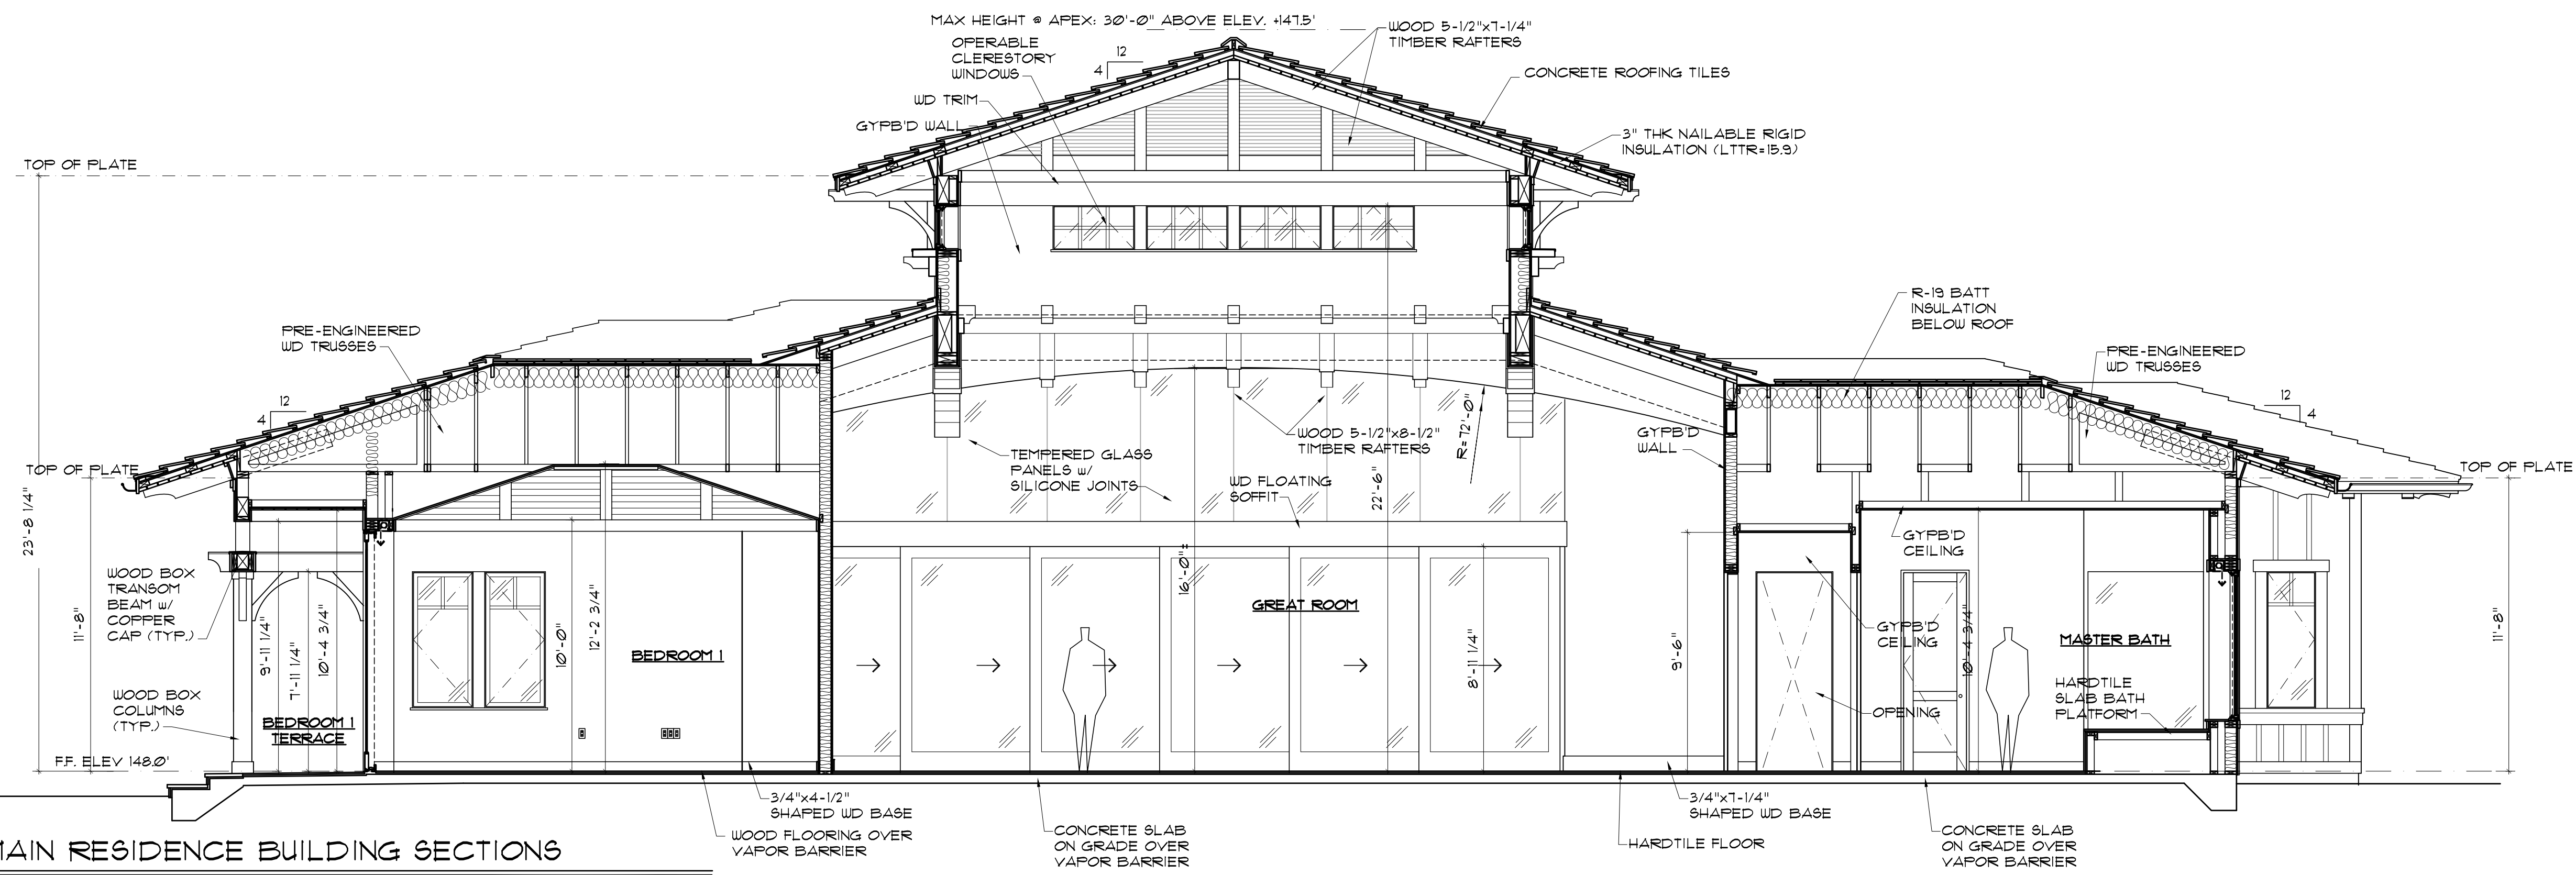 MAX HEIGHT @ APEX: 30'-0" ABOVE ELEV. +147.5'
OPERABLE
CLERESTORY
WINDOWS
12
4
WOOD 5-1/2"x7-1/4"
TIMBER RAFTERS
CONCRETE ROOFING TILES
WD TRIM
GYPB'D WALL
3" THK NAILABLE RIGID
INSULATION (LTTR=15.9)
TOP OF PLATE
R-19 BATT
INSULATION
BELOW ROOF
PRE-ENGINEERED
WD TRUSSES
PRE-ENGINEERED
WD TRUSSES
12
4
12
4
R=72'-0"
WOOD 5-1/2"x8-1/2"
TIMBER RAFTERS
GYPB'D
WALL
TEMPERED GLASS
PANELS w/
SILICONE JOINTS
WD FLOATING
SOFFIT
22'-6"
TOP OF PLATE
TOP OF PLATE
23'-8 1/4"
GYPB'D
CEILING
16'-0"±
WOOD BOX
TRANSOM
BEAM w/
COPPER
CAP (TYP.)
11'-8"
9'-11 1/4"
7'-11 1/4"
10'-4 3/4"
10'-0"
12'-2 3/4"
BEDROOM 1
GREAT ROOM
8'-11 1/4"
9'-6"
GYPB'D
CEILING
10'-4 3/4"
MASTER BATH
11'-8"
WOOD BOX
COLUMNS
(TYP.)
BEDROOM 1
TERRACE
OPENING
HARDTILE
SLAB BATH
PLATFORM
F.F. ELEV 148.0'
3/4"x4-1/2"
SHAPED WD BASE
3/4"x7-1/4"
SHAPED WD BASE
WOOD FLOORING OVER
VAPOR BARRIER
CONCRETE SLAB
ON GRADE OVER
VAPOR BARRIER
HARDTILE FLOOR
CONCRETE SLAB
ON GRADE OVER
VAPOR BARRIER
MAIN RESIDENCE BUILDING SECTIONS